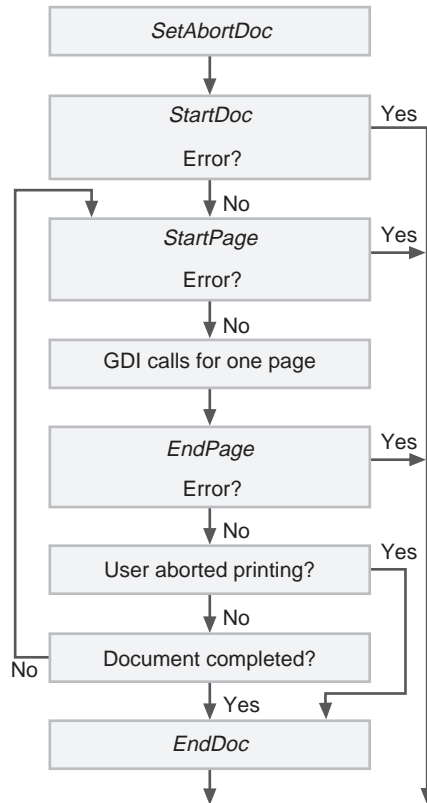 SetAbortDoc
StartDoc
Yes
Error?
No
StartPage
Yes
Error?
No
GDI calls for one page
EndPage
Yes
Error?
No
Yes
User aborted printing?
No
Document completed?
No
Yes
EndDoc